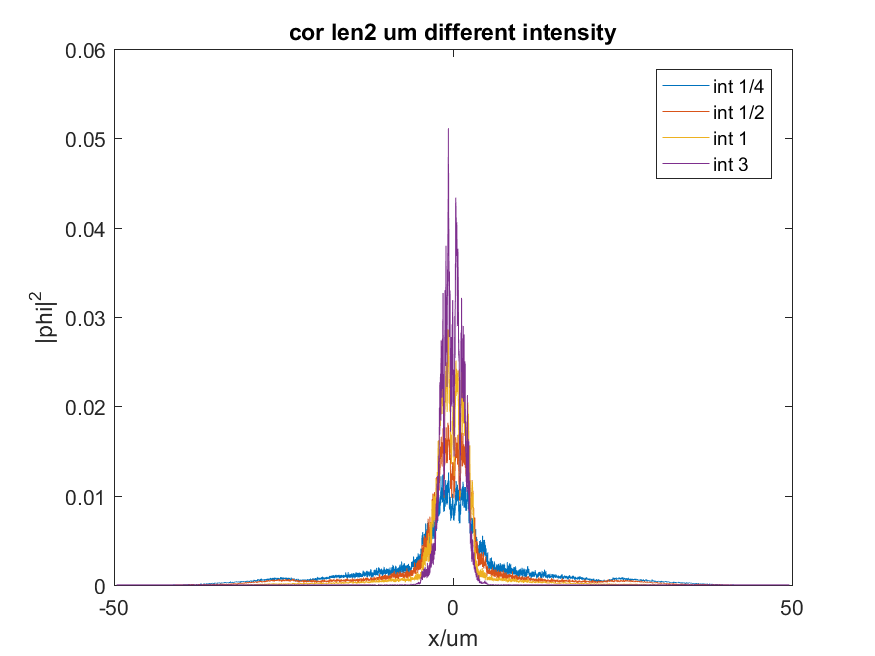 cor len2 um different intensity
0.06
0.05
0.04
0.03
0.02
0.01
0
|phi|²
-50
0
50
x/um
int 1/4
int 1/2
int 1
int 3